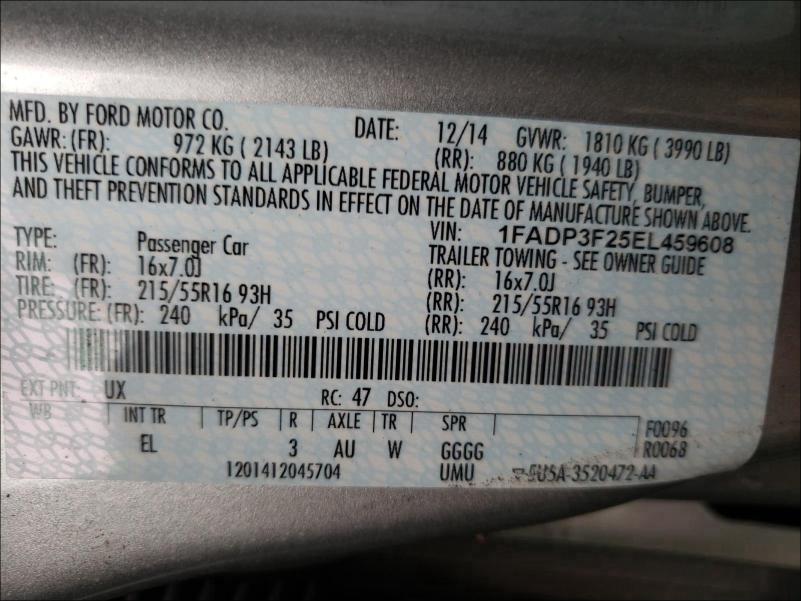 MFD. BY FORD MOTOR CO. DATE: 12/14 GVWR: 1810 KG ( 3990 LB)
GAWR: (FR): 972 KG ( 2143 LB) (RR): 880 KG ( 1940 LB)
THIS VEHICLE CONFORMS TO ALL APPLICABLE FEDERAL MOTOR VEHICLE SAFETY, BUMPER,
AND THEFT PREVENTION STANDARDS IN EFFECT ON THE DATE OF MANUFACTURE SHOWN ABOVE.
VIN: 1FADP3F25EL459608
TYPE: Passenger Car TRAILER TOWING - SEE OWNER GUIDE
RIM: (FR): 16x7.0J (RR): 16x7.0J
TIRE: (FR): 215/55R16 93H (RR): 215/55R16 93H
PRESSURE: (FR): 240 kPa/ 35 PSI COLD (RR): 240 kPa/ 35 PSI COLD
EXT PNT: UX RC: 47 DSO:
WB INT TR TP/PS R AXLE TR SPR F0096
EL 3 AU W GGGG R0068
1201412045704 UMU 5U5A-3520472-AA